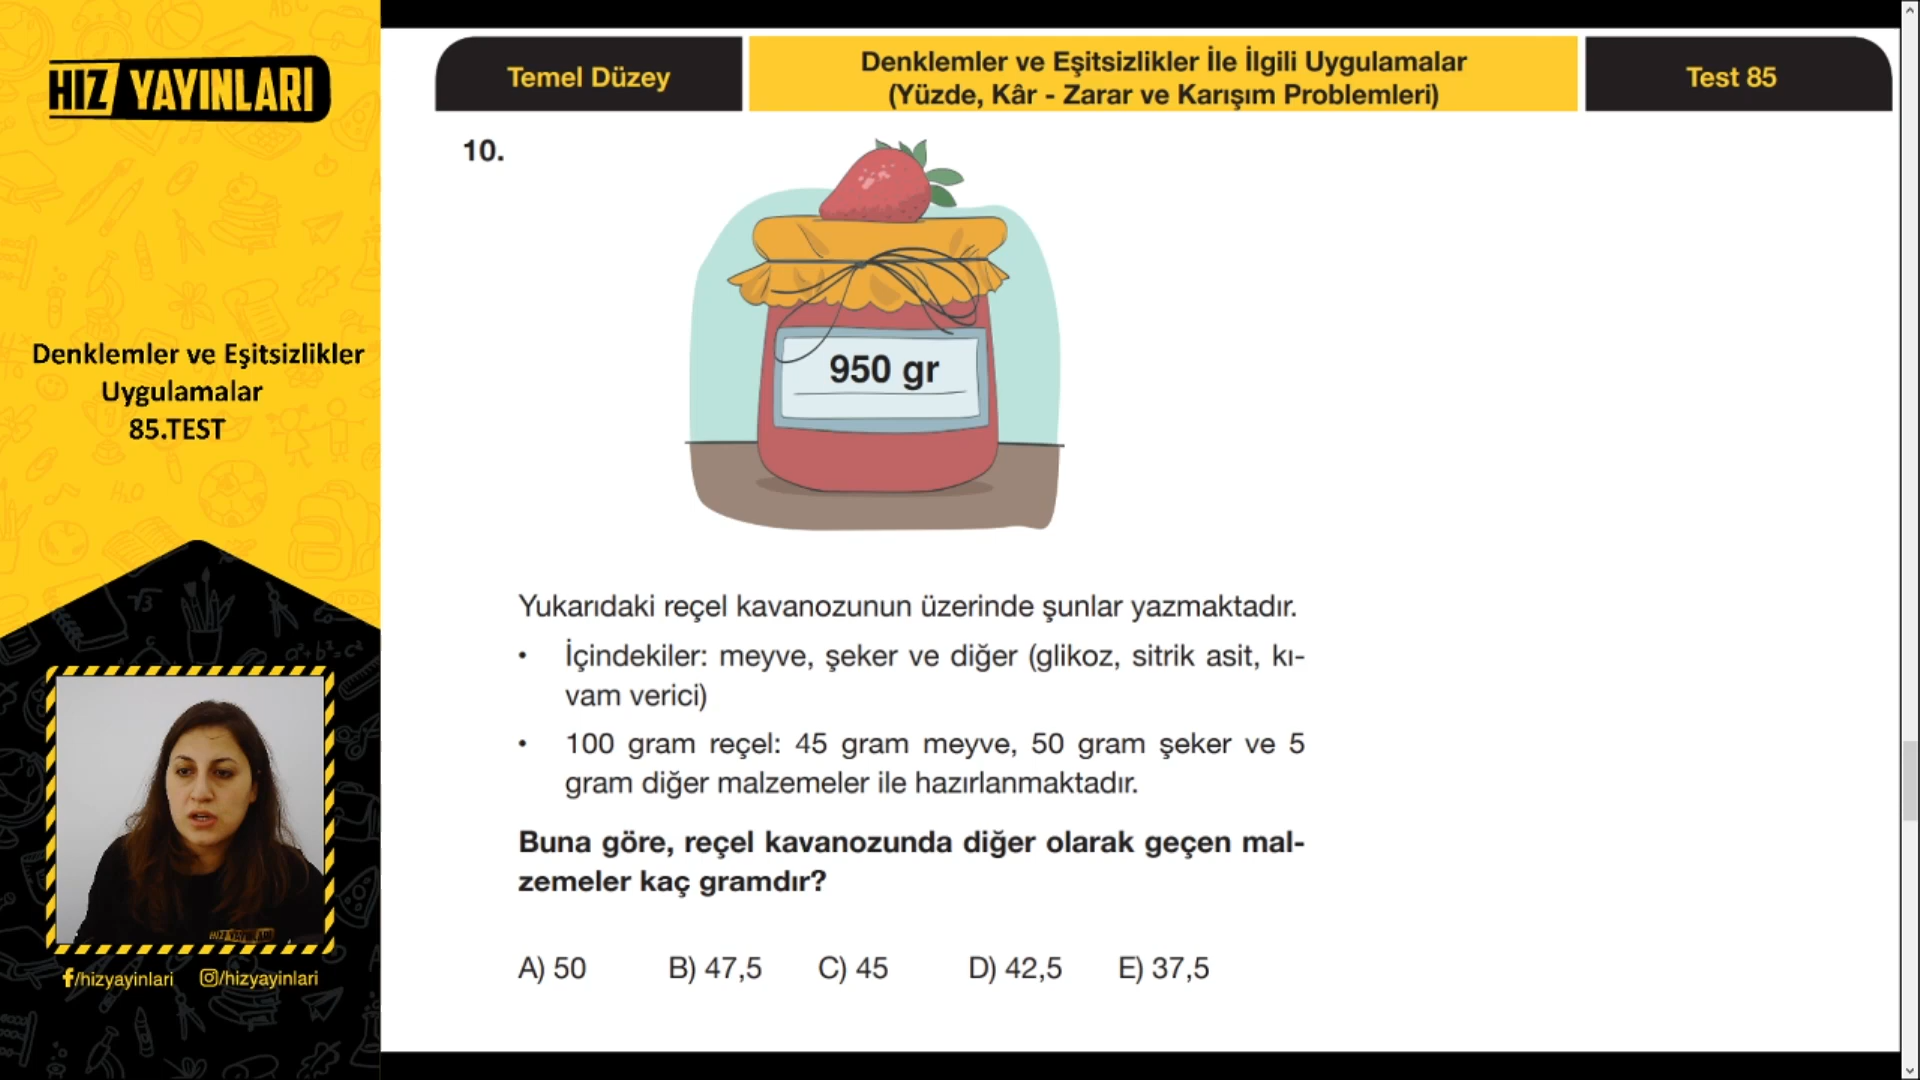 HIZ YAYINLARI
Denklemler ve Eşitsizlikler
Uygulamalar
85.TEST
/hizyayinlari /hizyayinlari
Temel Düzey
Denklemler ve Eşitsizlikler İle İlgili Uygulamalar
(Yüzde, Kâr - Zarar ve Karışım Problemleri)
Test 85
10.
950 gr
Yukarıdaki reçel kavanozunun üzerinde şunlar yazmaktadır.
• İçindekiler: meyve, şeker ve diğer (glikoz, sitrik asit, kı-
vam verici)
• 100 gram reçel: 45 gram meyve, 50 gram şeker ve 5
gram diğer malzemeler ile hazırlanmaktadır.
Buna göre, reçel kavanozunda diğer olarak geçen mal-
zemeler kaç gramdır?
A) 50 B) 47,5 C) 45 D) 42,5 E) 37,5